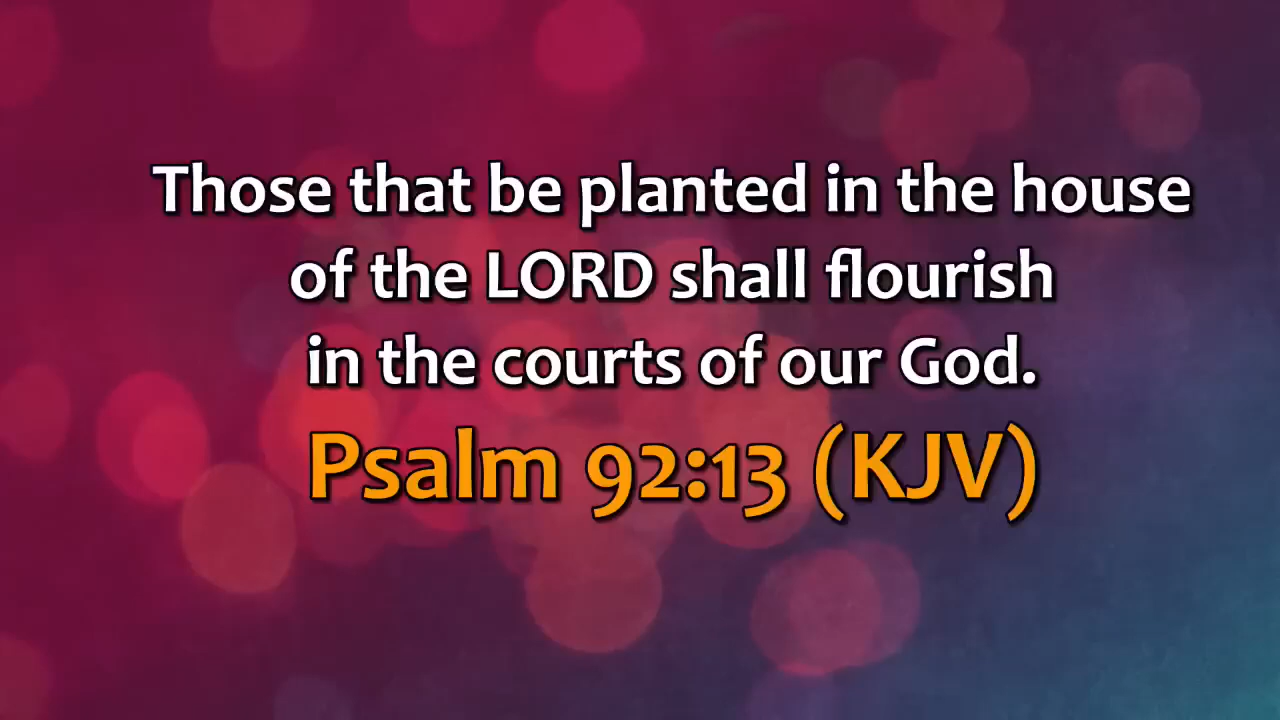 Those that be planted in the house
of the LORD shall flourish
in the courts of our God.
Psalm 92:13 (KJV)